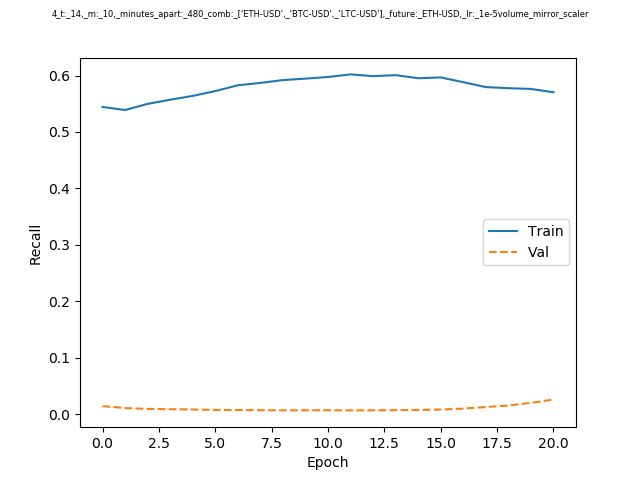 4_t:_14,_m:_10,_minutes_apart:_480_comb:_['ETH-USD',_'BTC-USD',_'LTC-USD'],_future:_ETH-USD,_lr:_1e-5volume_mirror_scaler
0.6
0.5
0.4
0.3
0.2
0.1
0.0
Recall
Train
Val
0.0 2.5 5.0 7.5 10.0 12.5 15.0 17.5 20.0
Epoch